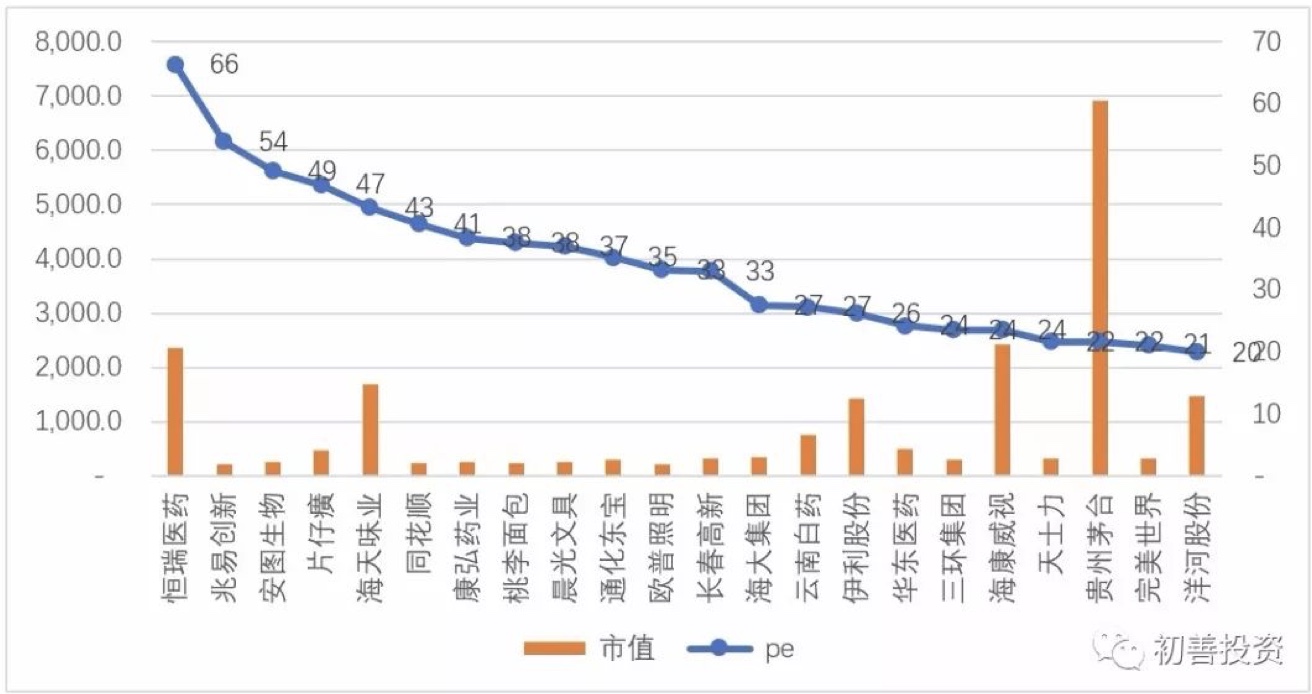 8,000.0
7,000.0
6,000.0
5,000.0
4,000.0
3,000.0
2,000.0
1,000.0
-
70
60
50
40
30
20
10
-
66
54
49
47
43
41
38
38
37
35
33
33
27
27
26
24
24
24
22
22
21
20
恒瑞医药
兆易创新
安图生物
片仔癀
海天味业
同花顺
康弘药业
桃李面包
晨光文具
通化东宝
欧普照明
长春高新
海大集团
云南白药
伊利股份
华东医药
三环集团
海康威视
天士力
贵州茅台
完美世界
洋河股份
市值 pe
初善投资